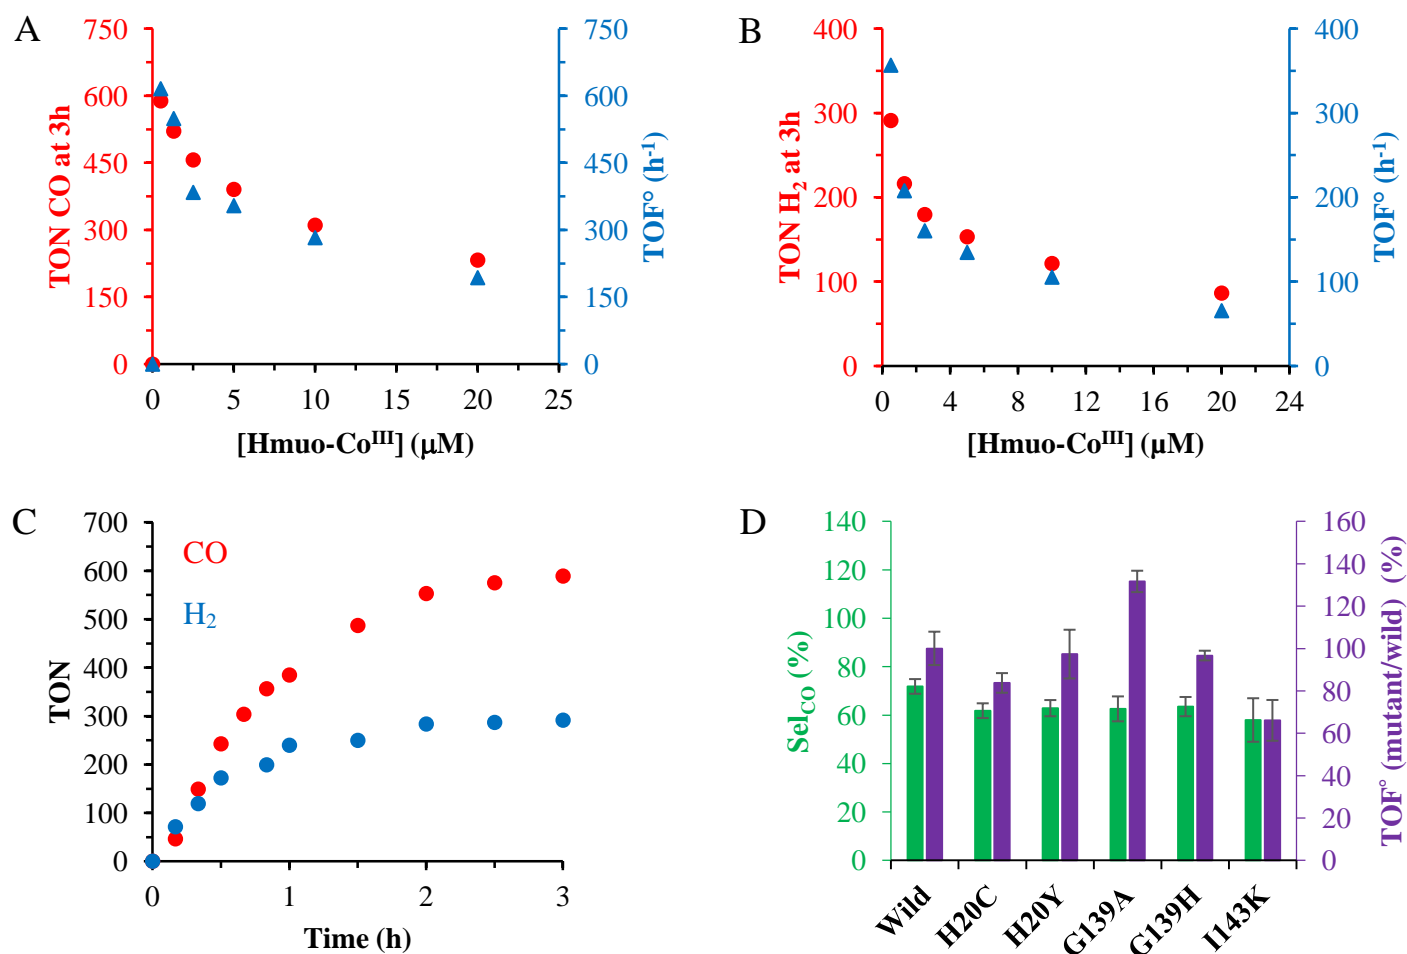 A
750
600
450
300
150
0
TON CO at 3h
750
600
450
300
150
0
TOF° (h⁻¹)
0 5 10 15 20 25
[Hmuo-Coᴵᴵᴵ] (μM)
B
400
300
200
100
0
TON H₂ at 3h
400
300
200
100
0
TOF° (h⁻¹)
0 4 8 12 16 20 24
[Hmuo-Coᴵᴵᴵ] (µM)
C
700
600
500
400
300
200
100
0
TON
CO
H₂
0 1 2 3
Time (h)
D
140
120
100
80
60
40
20
0
Sel_CO (%)
160
140
120
100
80
60
40
20
0
TOF° (mutant/wild) (%)
Wild H20C H20Y G139A G139H I143K